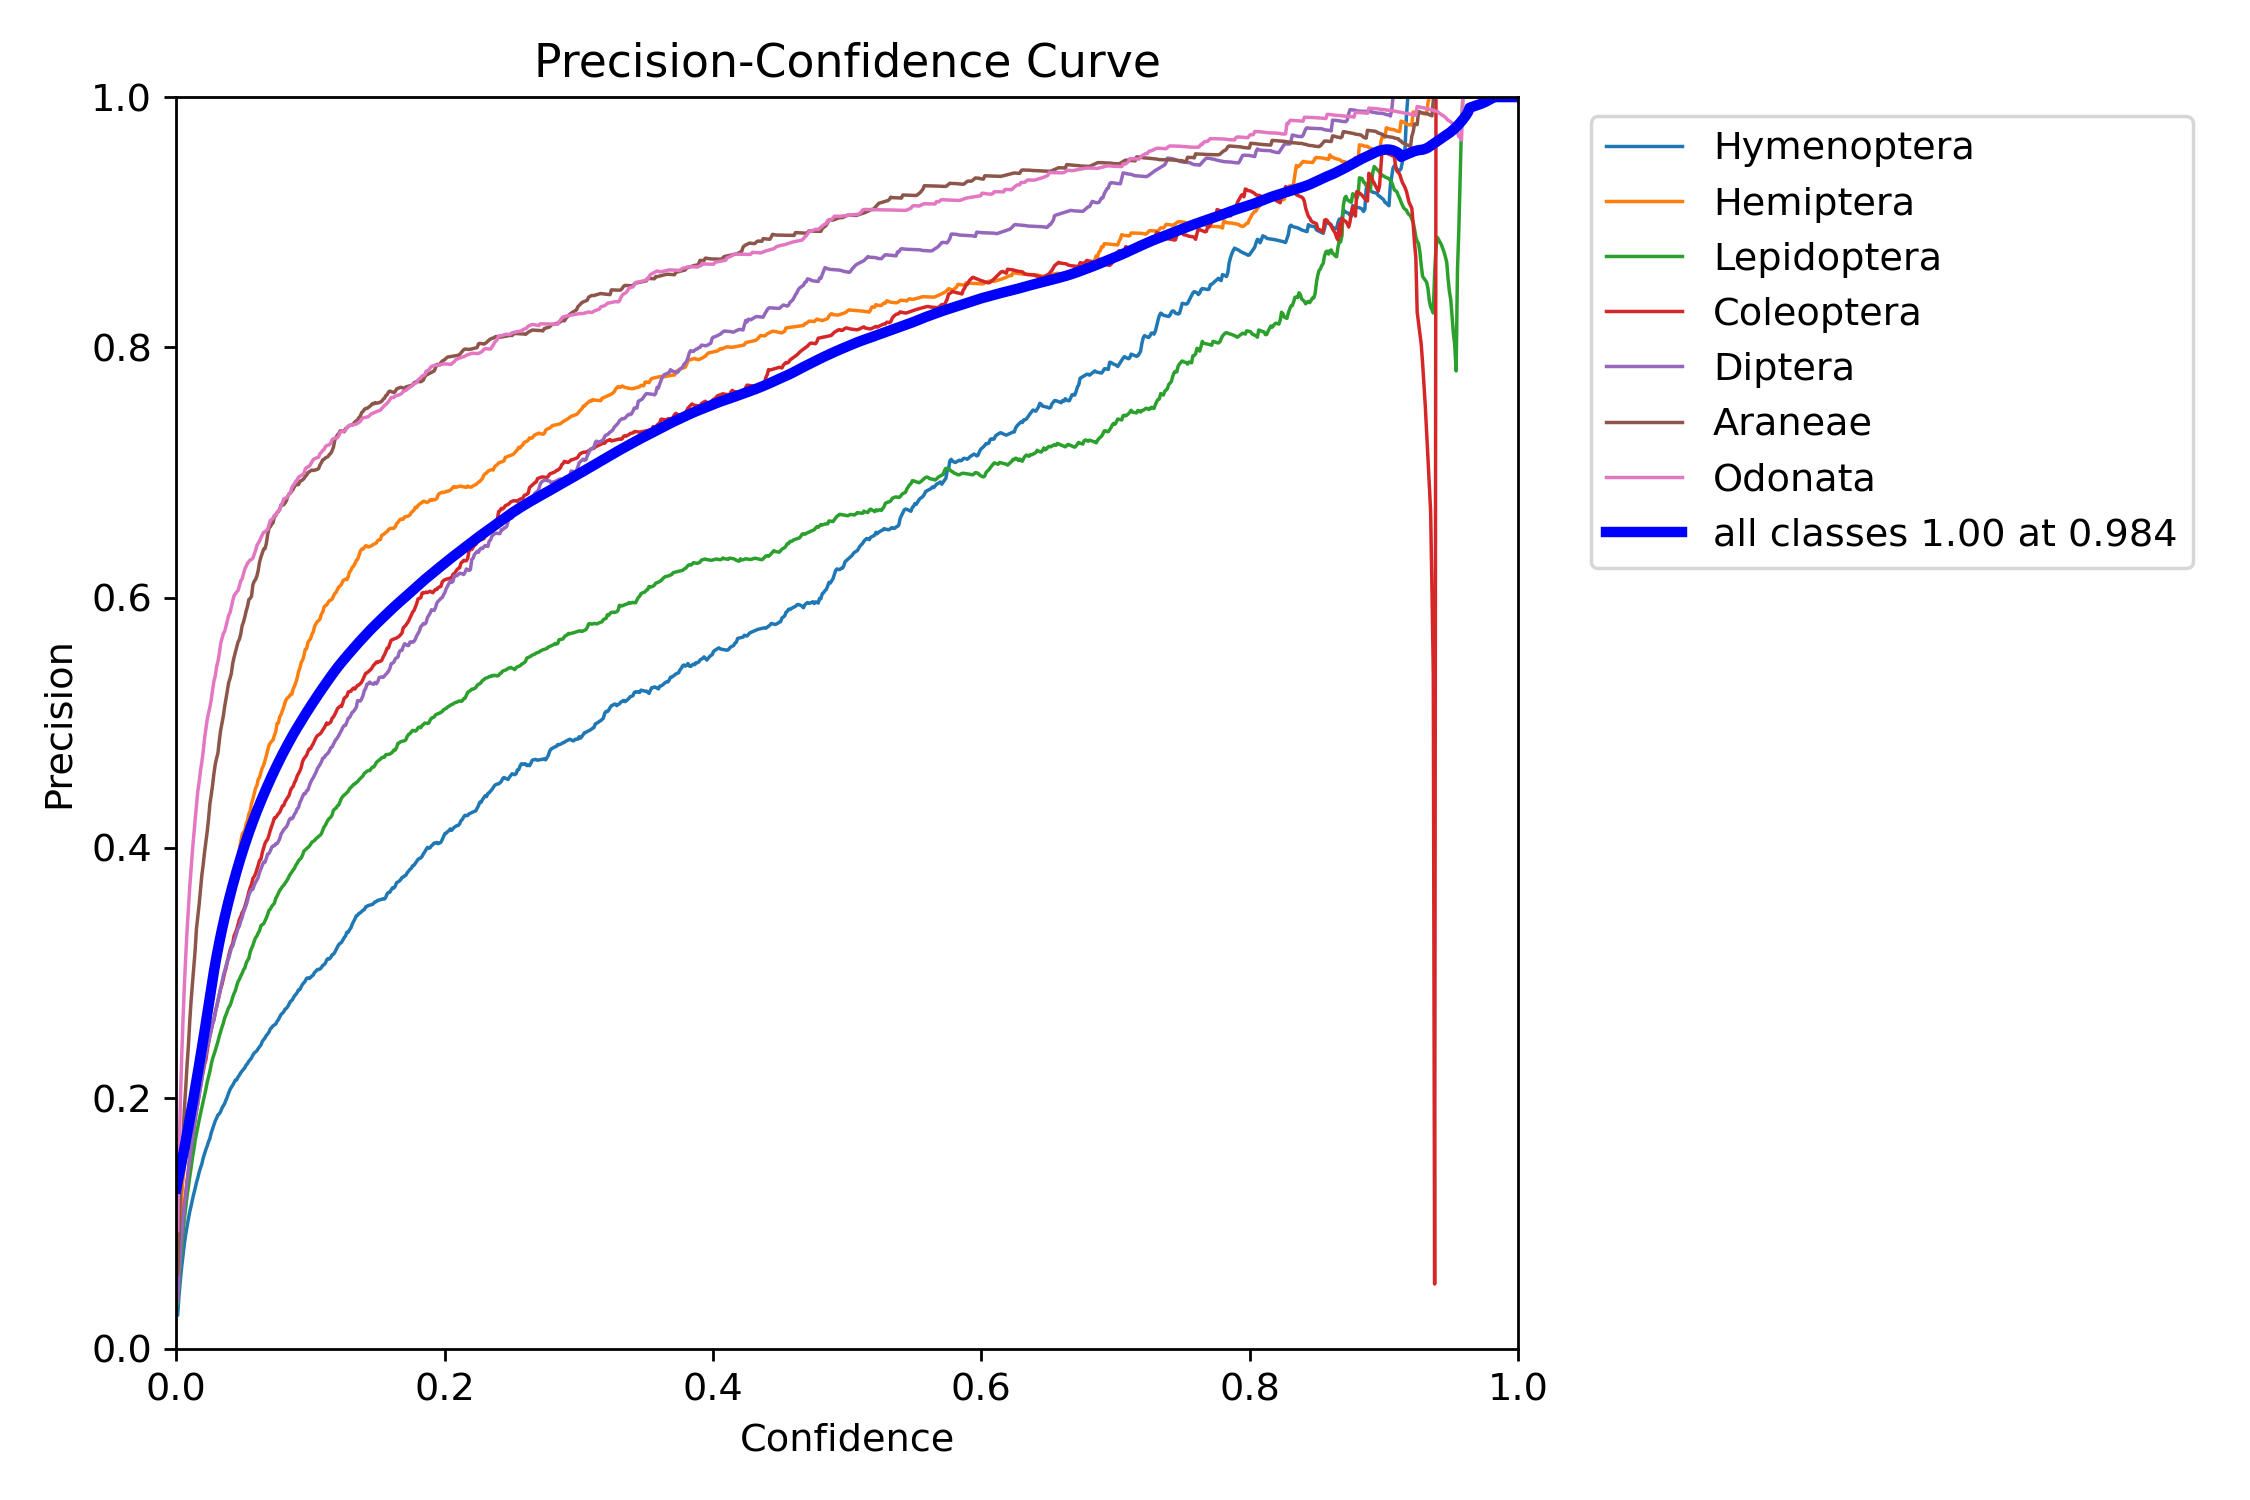 Precision-Confidence Curve
1.0
0.8
0.6
0.4
0.2
0.0
Precision
0.0 0.2 0.4 0.6 0.8 1.0
Confidence
Hymenoptera
Hemiptera
Lepidoptera
Coleoptera
Diptera
Araneae
Odonata
all classes 1.00 at 0.984